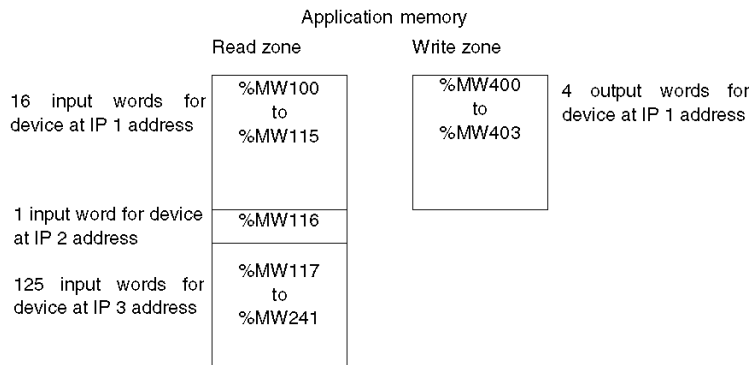 Application memory
Read zone
Write zone
16 input words for
device at IP 1 address
%MW100
to
%MW115
%MW400
to
%MW403
4 output words for
device at IP 1 address
1 input word for device
at IP 2 address
%MW116
125 input words for
device at IP 3 address
%MW117
to
%MW241